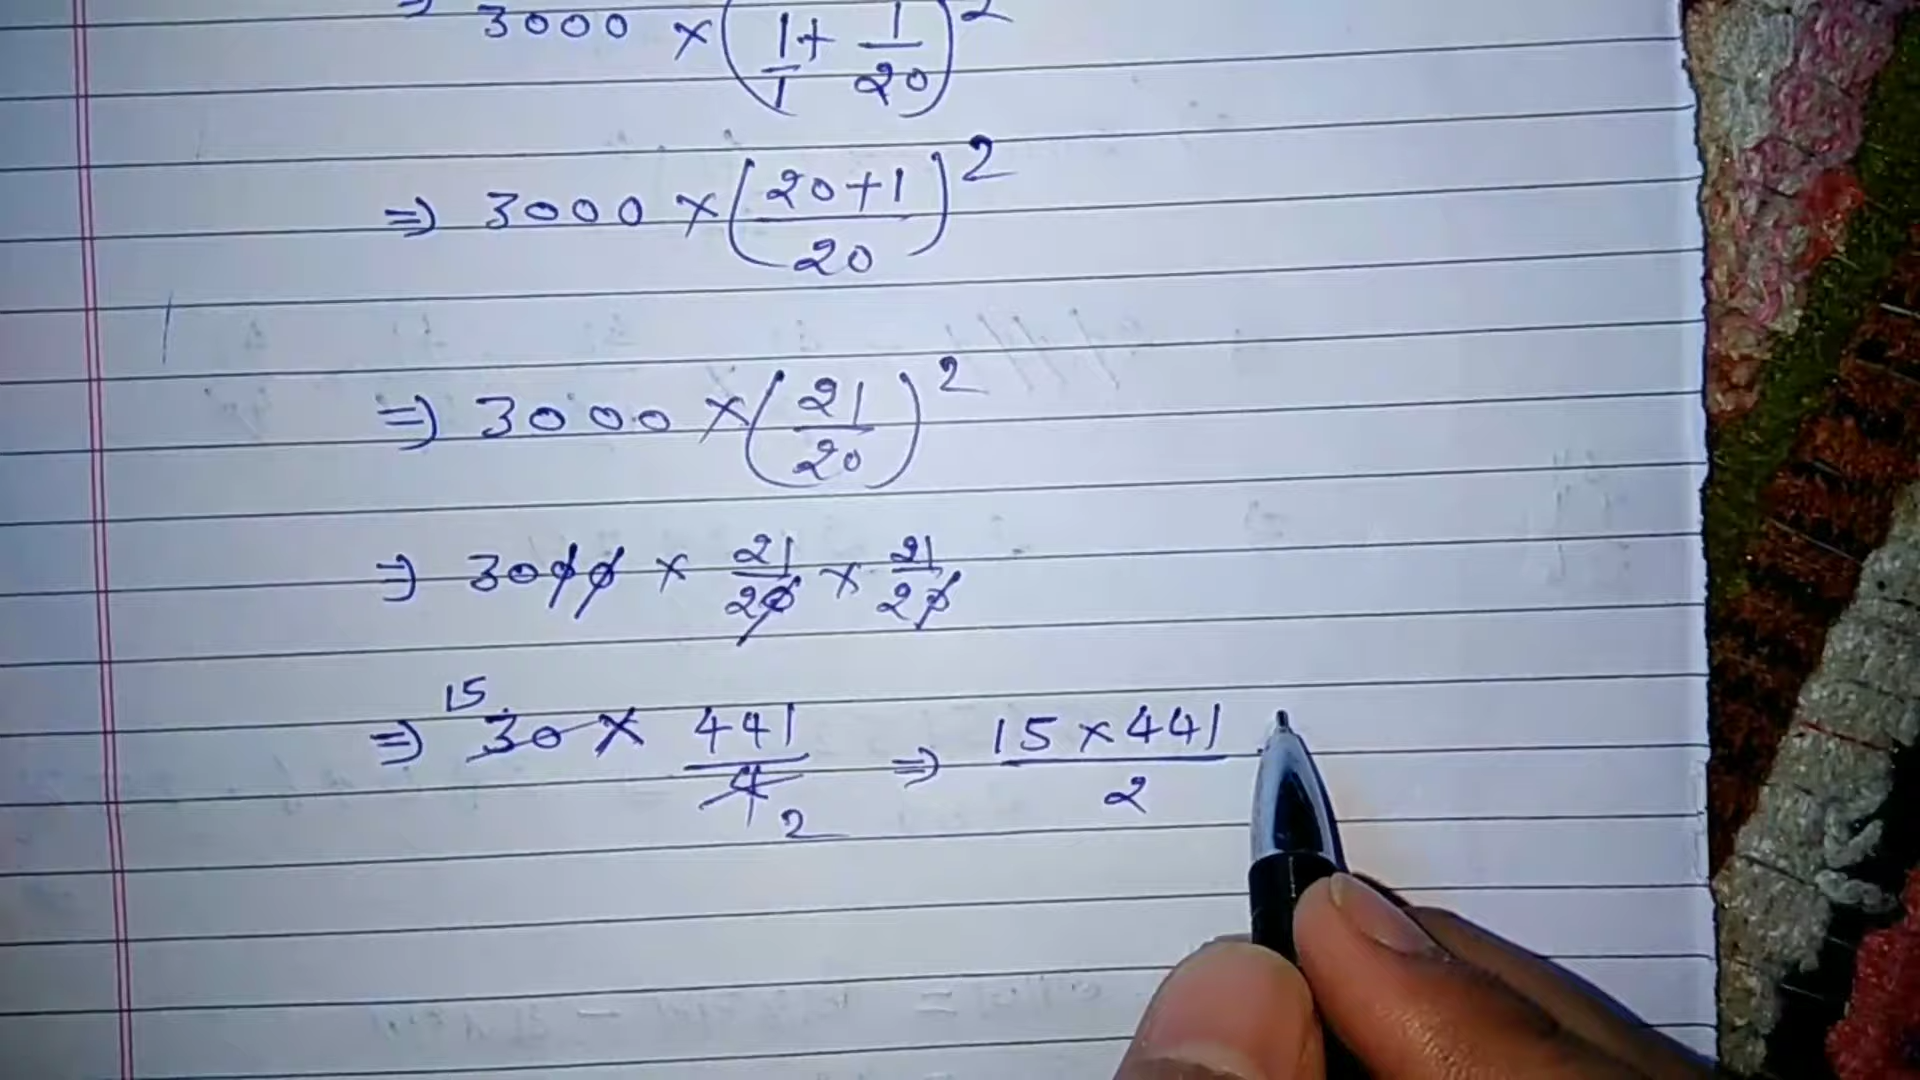 ⇒ 3000 × (1/1 + 1/20)²
⇒ 3000 × (20+1/20)²
⇒ 3000 × (21/20)²
⇒ 3000 × 21/20 × 21/20
⇒ 15 30 × 441/4 2 ⇒ 15 × 441/2